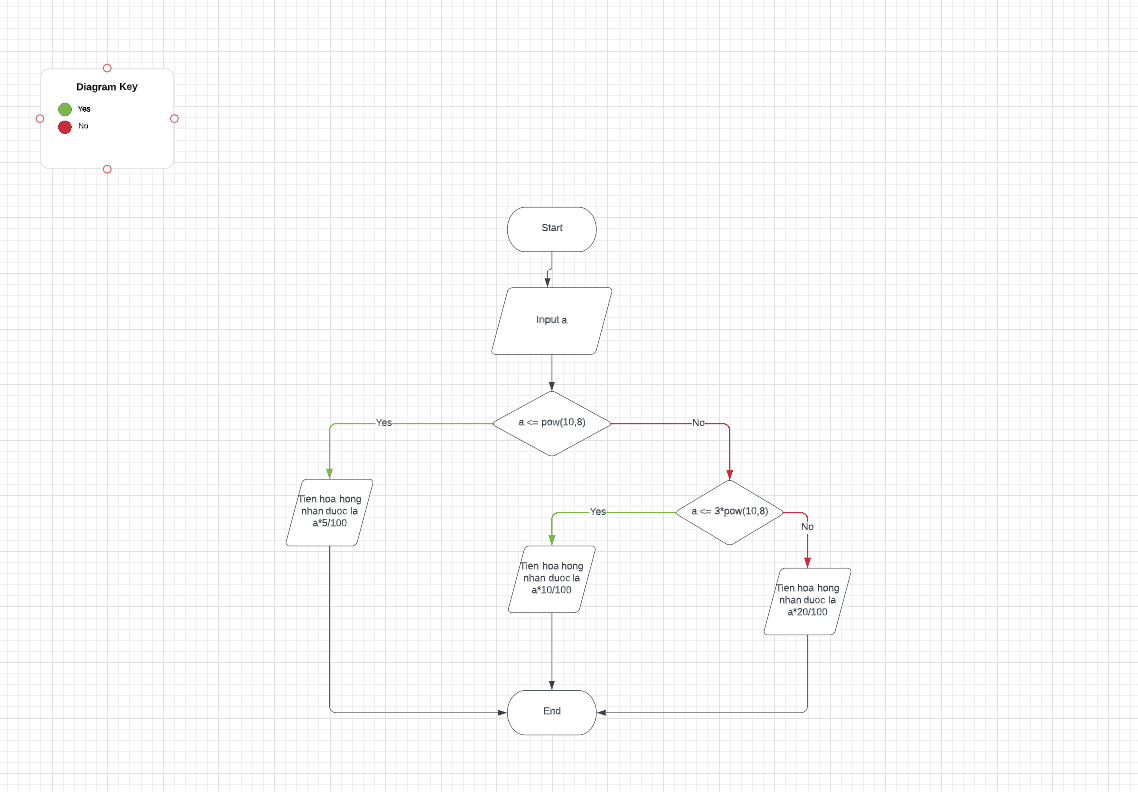 Diagram Key
Yes
No
Start
Input a
a <= pow(10,8)
Yes
No
Tien hoa hong
nhan duoc la
a*5/100
a <= 3*pow(10,8)
Yes
No
Tien hoa hong
nhan duoc la
a*10/100
Tien hoa hong
nhan duoc la
a*20/100
End